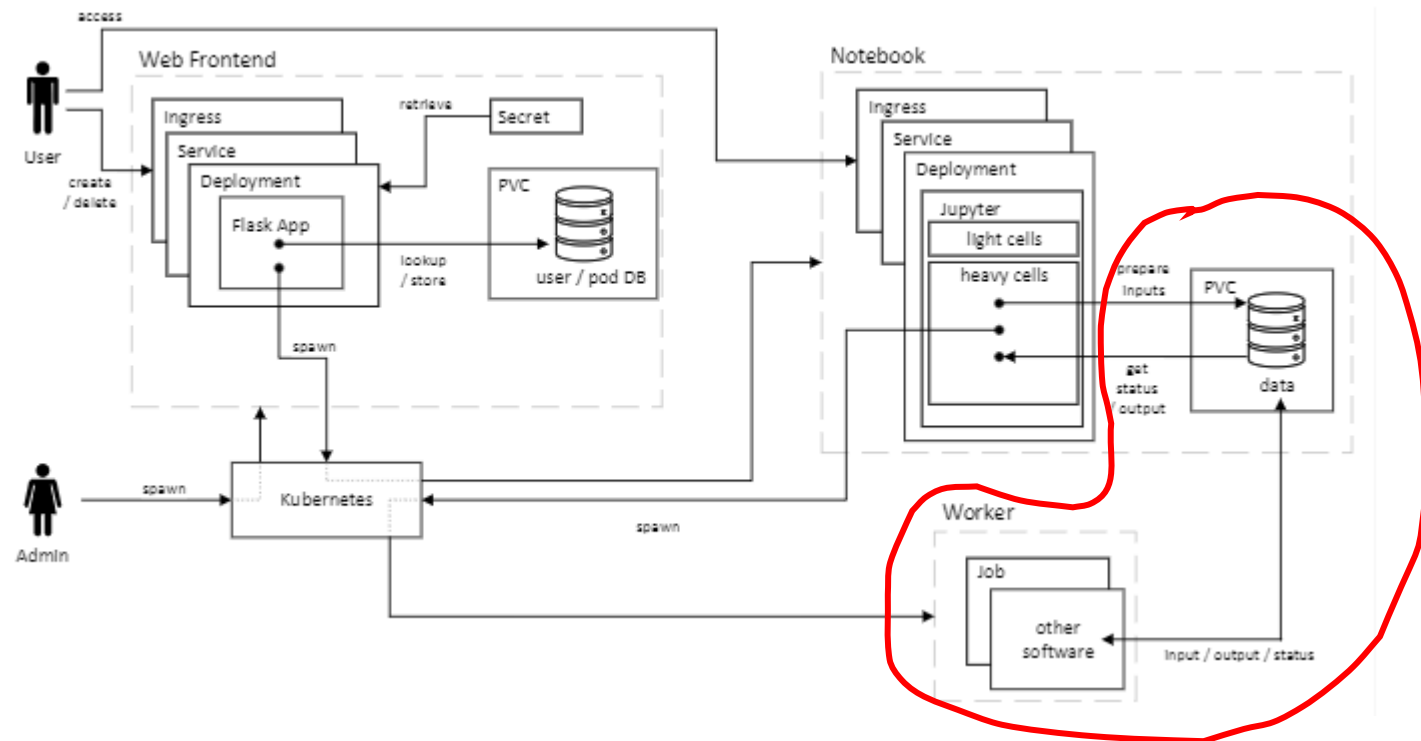 access
Web Frontend
Notebook
User
Ingress
Service
Deployment
Flask App
retrieve
Secret
create
/ delete
PVC
lookup
/ store
user / pod DB
spawn
Ingress
Service
Deployment
Jupyter
light cells
heavy cells
prepare
inputs
PVC
get
status
/ output
data
Admin
spawn
Kubernetes
spawn
Worker
Job
other
software
input / output / status